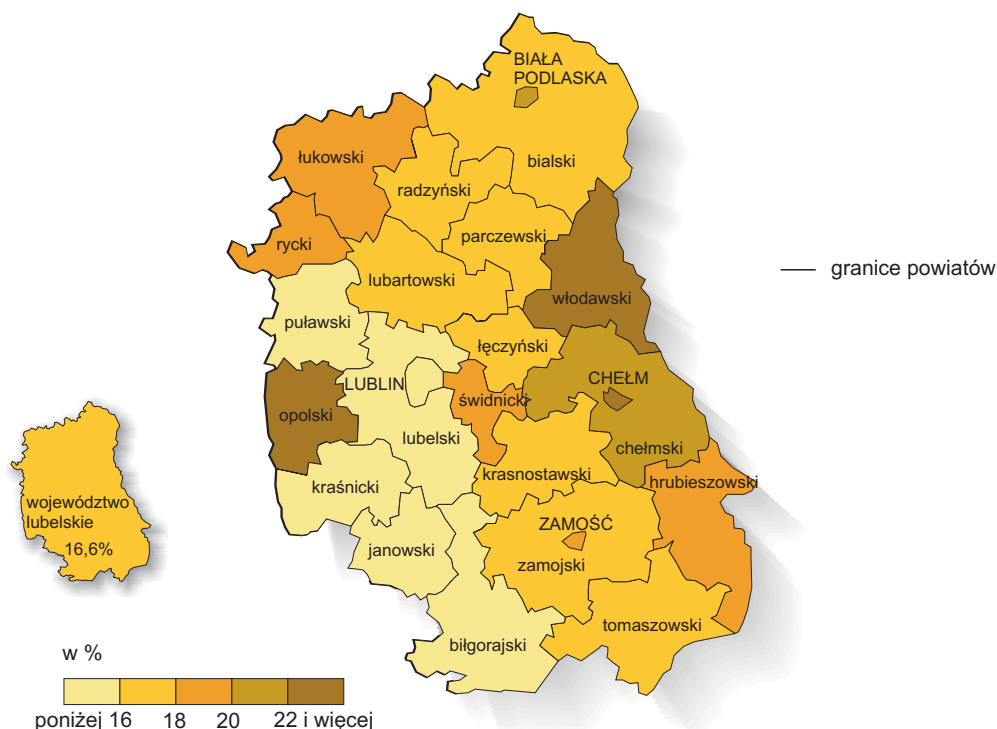 BIAŁA
PODLASKA
łukowski
bialski
radzyński
parczewski
rycki
lubartowski
granice powiatów
włodawski
puławski
łęczyński
LUBLIN
CHEŁM
świdnicki
opolski
lubelski
chełmski
krasnostawski
hrubieszowski
kraśnicki
województwo
lubelskie
16,6%
ZAMOŚĆ
janowski
zamojski
tomaszowski
biłgorajski
w %
poniżej 16 18 20 22 i więcej